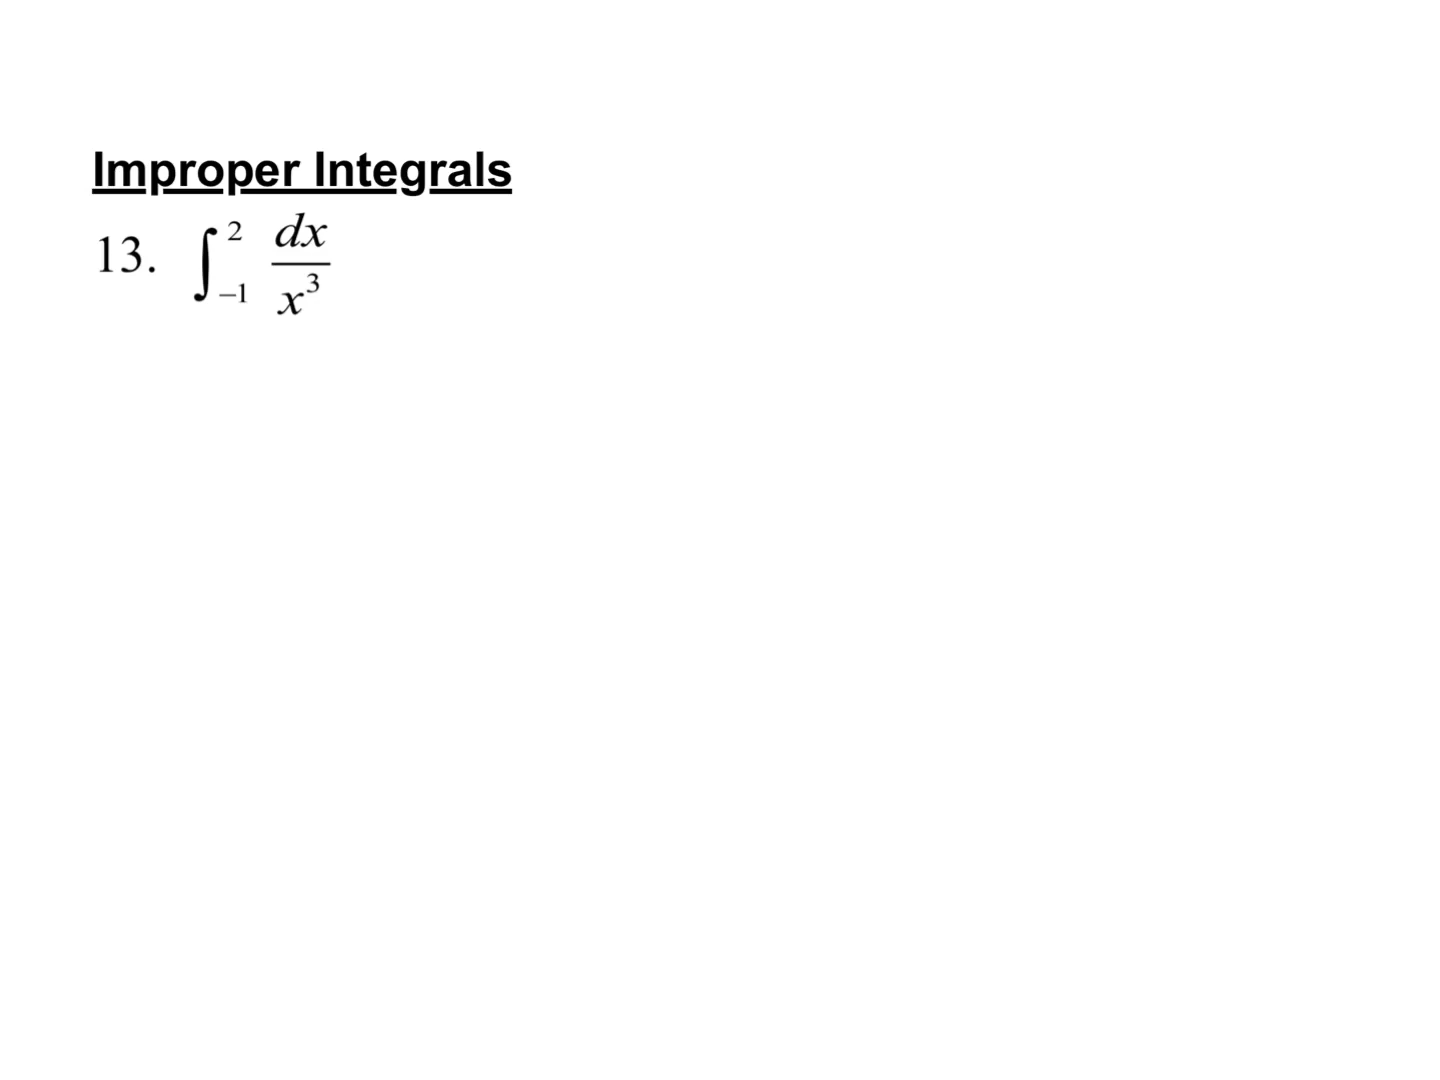 Improper Integrals
13. ∫_{-1}^{2} dx/x^3